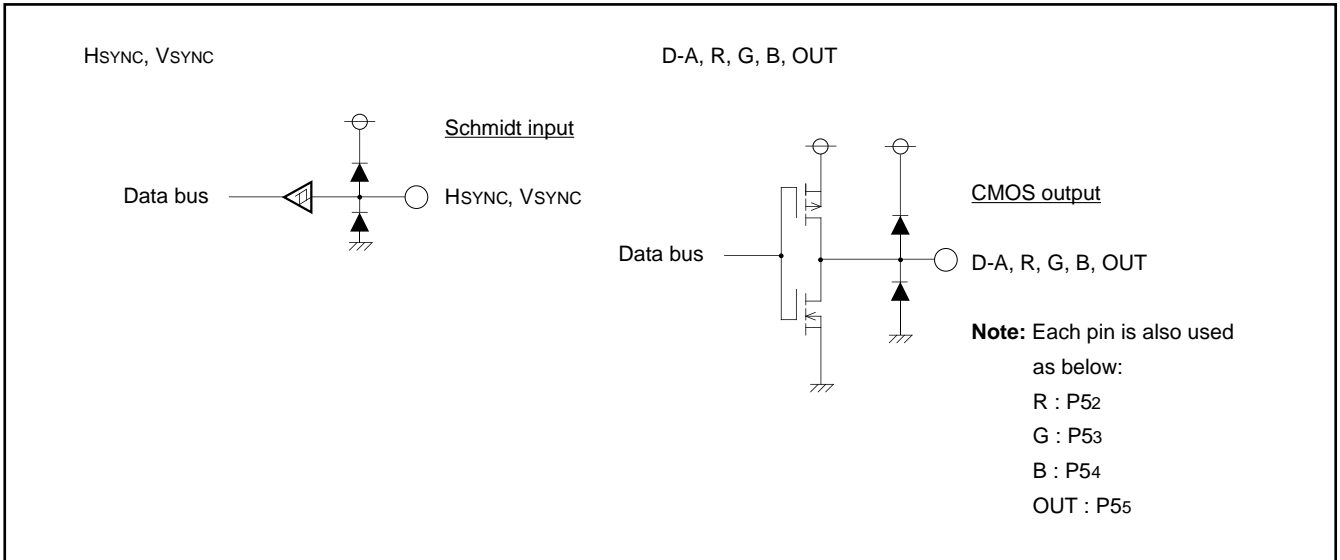 HSYNC, VSYNC
Schmidt input
Data bus
HSYNC, VSYNC
D-A, R, G, B, OUT
CMOS output
Data bus
D-A, R, G, B, OUT
Note: Each pin is also used
as below:
R : P52
G : P53
B : P54
OUT : P55